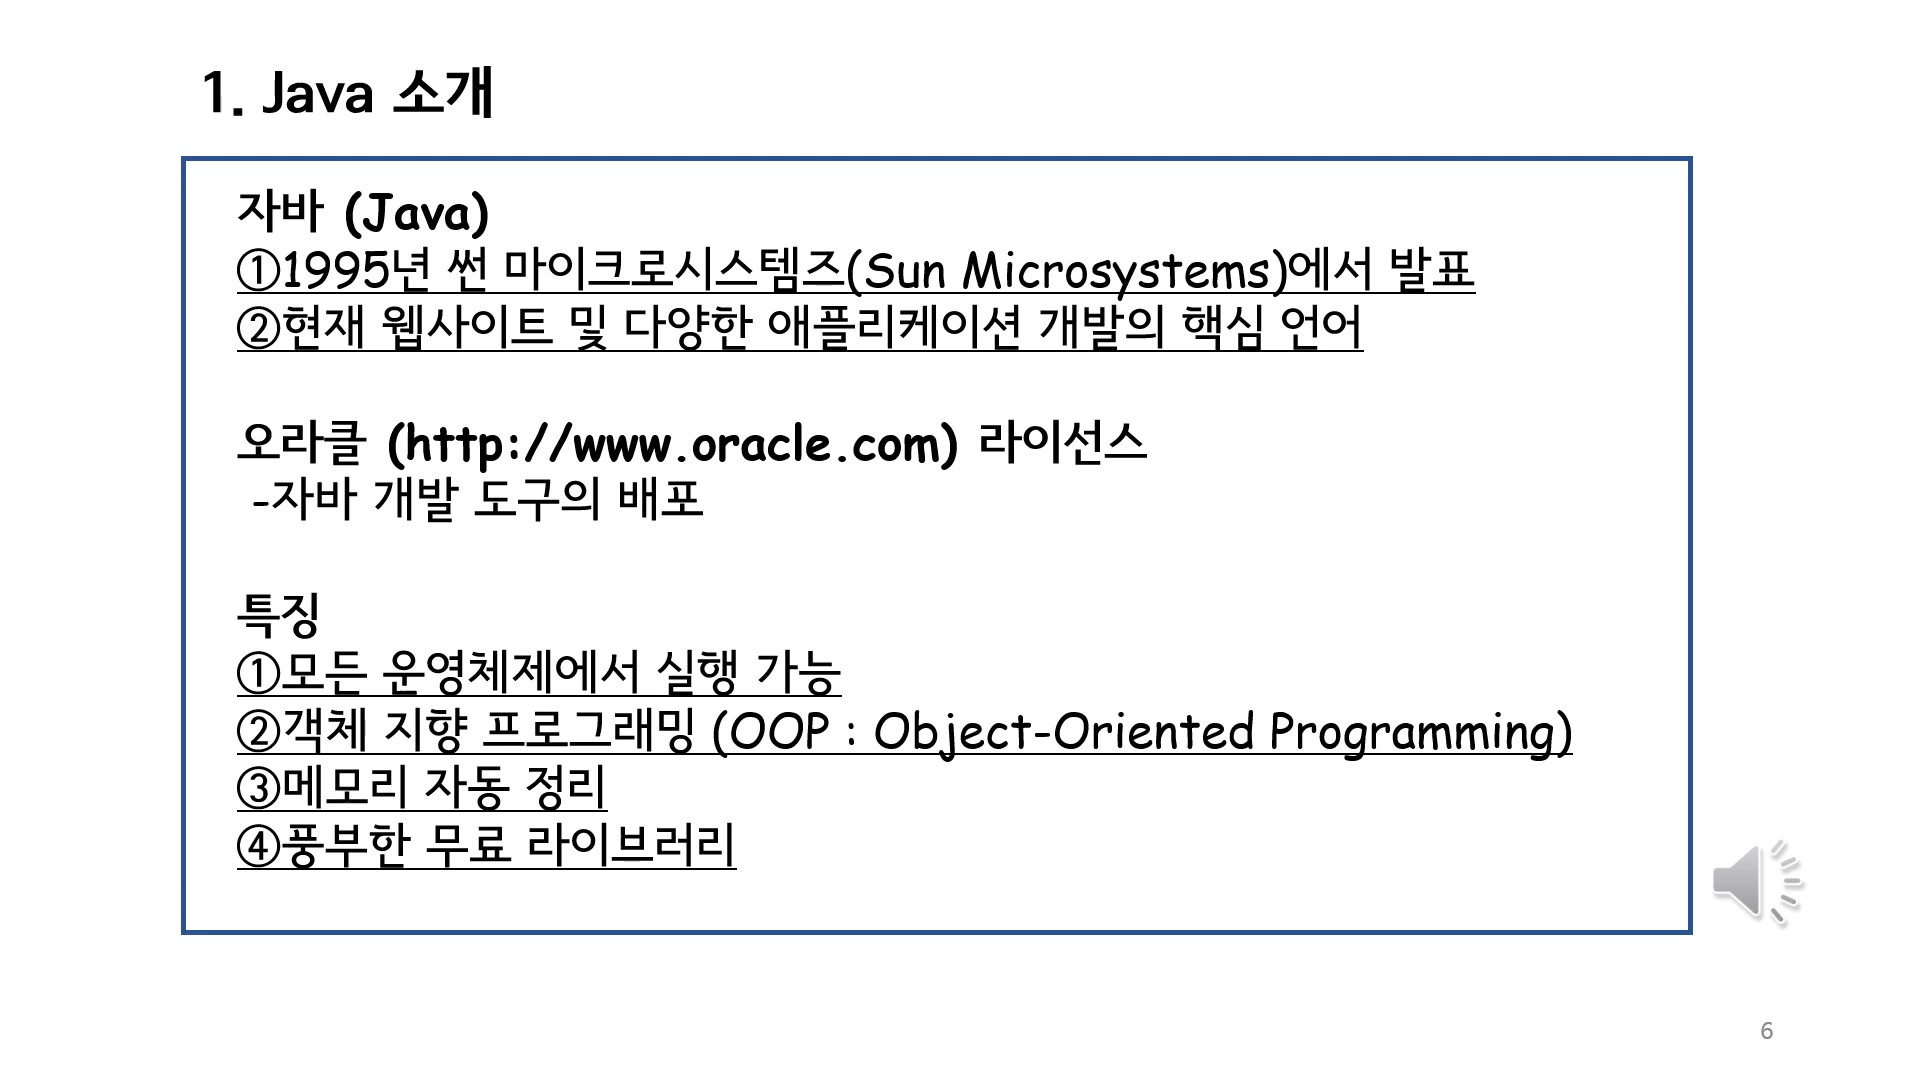 1. Java 소개
자바 (Java)
①1995년 썬 마이크로시스템즈(Sun Microsystems)에서 발표
②현재 웹사이트 및 다양한 애플리케이션 개발의 핵심 언어
오라클 (http://www.oracle.com) 라이선스
-자바 개발 도구의 배포
특징
①모든 운영체제에서 실행 가능
②객체 지향 프로그래밍 (OOP : Object-Oriented Programming)
③메모리 자동 정리
④풍부한 무료 라이브러리
6